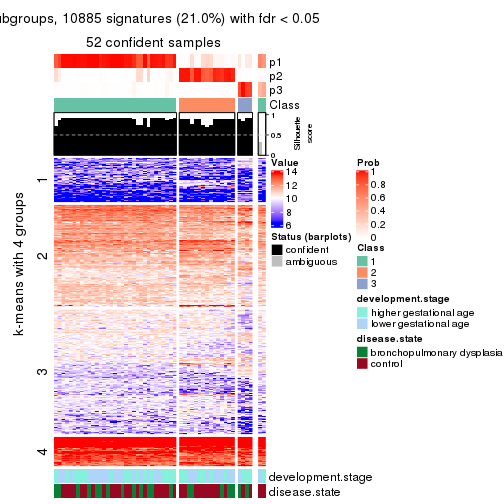 ubgroups, 10885 signatures (21.0%) with fdr < 0.05
52 confident samples
p1
p2
p3
Class
1
0.5
0
Silhouette
score
k-means with 4 groups
1
2
3
4
development.stage
disease.state
Value
14
12
10
8
6
Status (barplots)
confident
ambiguous
Prob
1
0.8
0.6
0.4
0.2
0
Class
1
2
3
development.stage
higher gestational age
lower gestational age
disease.state
bronchopulmonary dysplasia
control